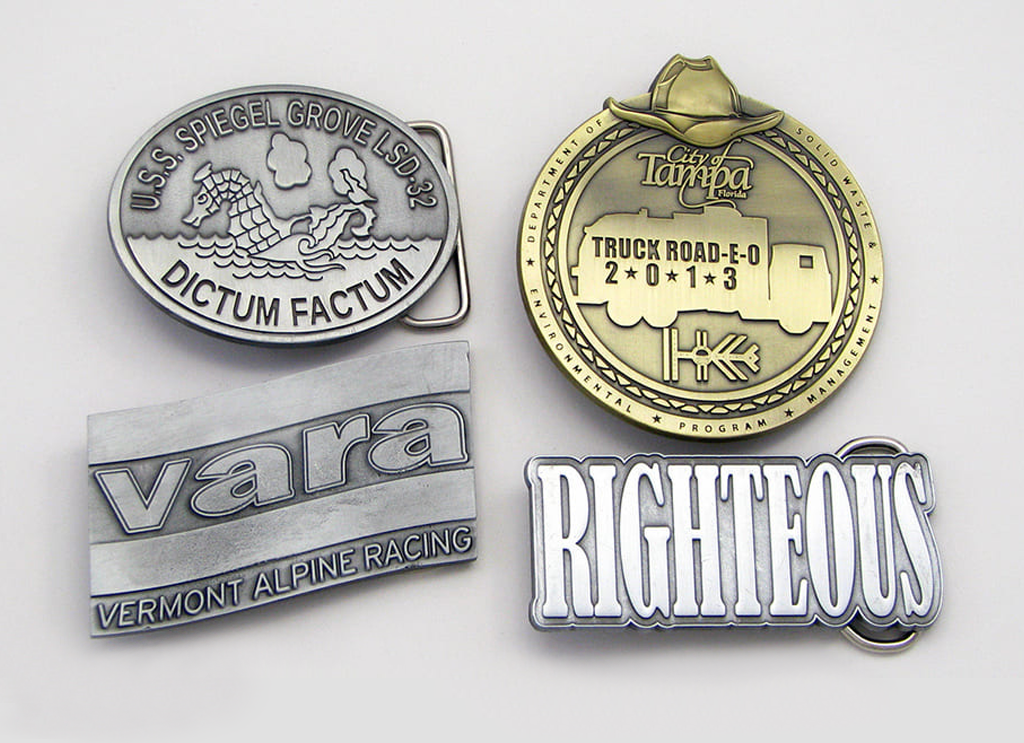 U.S.S. SPIEGEL GROVE LSD-32
DICTUM FACTUM
DEPARTMENT OF SOLID WASTE &
City of
Tampa
Florida
TRUCK ROAD-E-O
2★0★1★3
★ ENVIRONMENTAL ★ PROGRAM ★ MANAGEMENT ★
vara
VERMONT ALPINE RACING
RIGHTEOUS